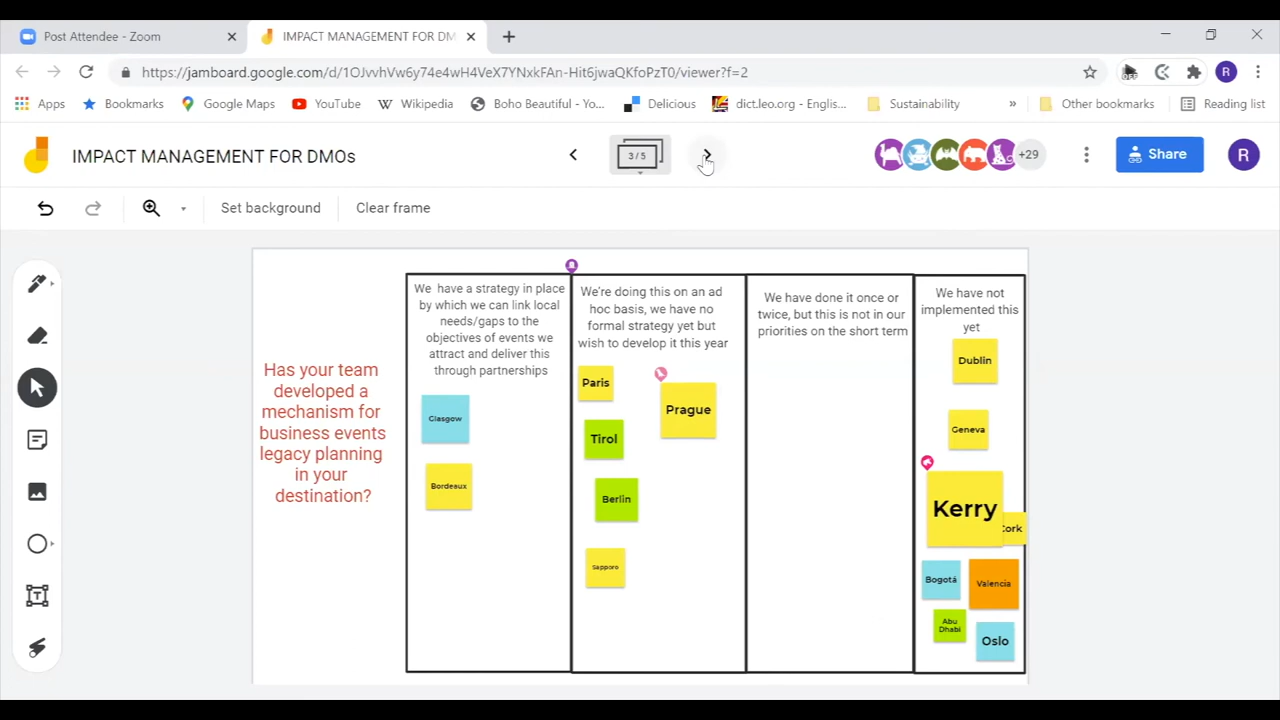 Post Attendee - Zoom
IMPACT MANAGEMENT FOR DM
https://jamboard.google.com/d/1OJvvhVw6y74e4wH4VeX7YNxkFAn-Hit6jwaQKfoPzT0/viewer?f=2
OFF
R
Apps
Bookmarks
Google Maps
YouTube
Wikipedia
Boho Beautiful - Yo...
Delicious
dict.leo.org - Englis...
Sustainability
»
Other bookmarks
Reading list
IMPACT MANAGEMENT FOR DMOs
3 / 5
+29
Share
R
Set background
Clear frame
Has your team
developed a
mechanism for
business events
legacy planning
in your
destination?
We have a strategy in place
by which we can link local
needs/gaps to the
objectives of events we
attract and deliver this
through partnerships
Glasgow
Bordeaux
We're doing this on an ad
hoc basis, we have no
formal strategy yet but
wish to develop it this year
Paris
Prague
Tirol
Berlin
Sapporo
We have done it once or
twice, but this is not in our
priorities on the short term
We have not
implemented this
yet
Dublin
Geneva
Kerry
Cork
Bogotá
Valencia
Abu
Dhabi
Oslo